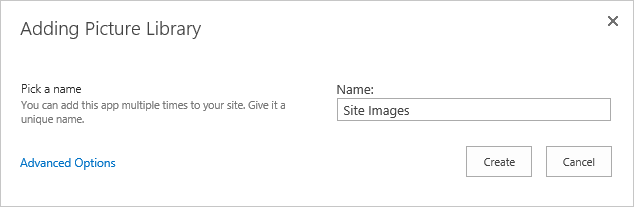 Adding Picture Library
Pick a name
You can add this app multiple times to your site. Give it a
unique name.
Name:
Site Images
Advanced Options
Create
Cancel